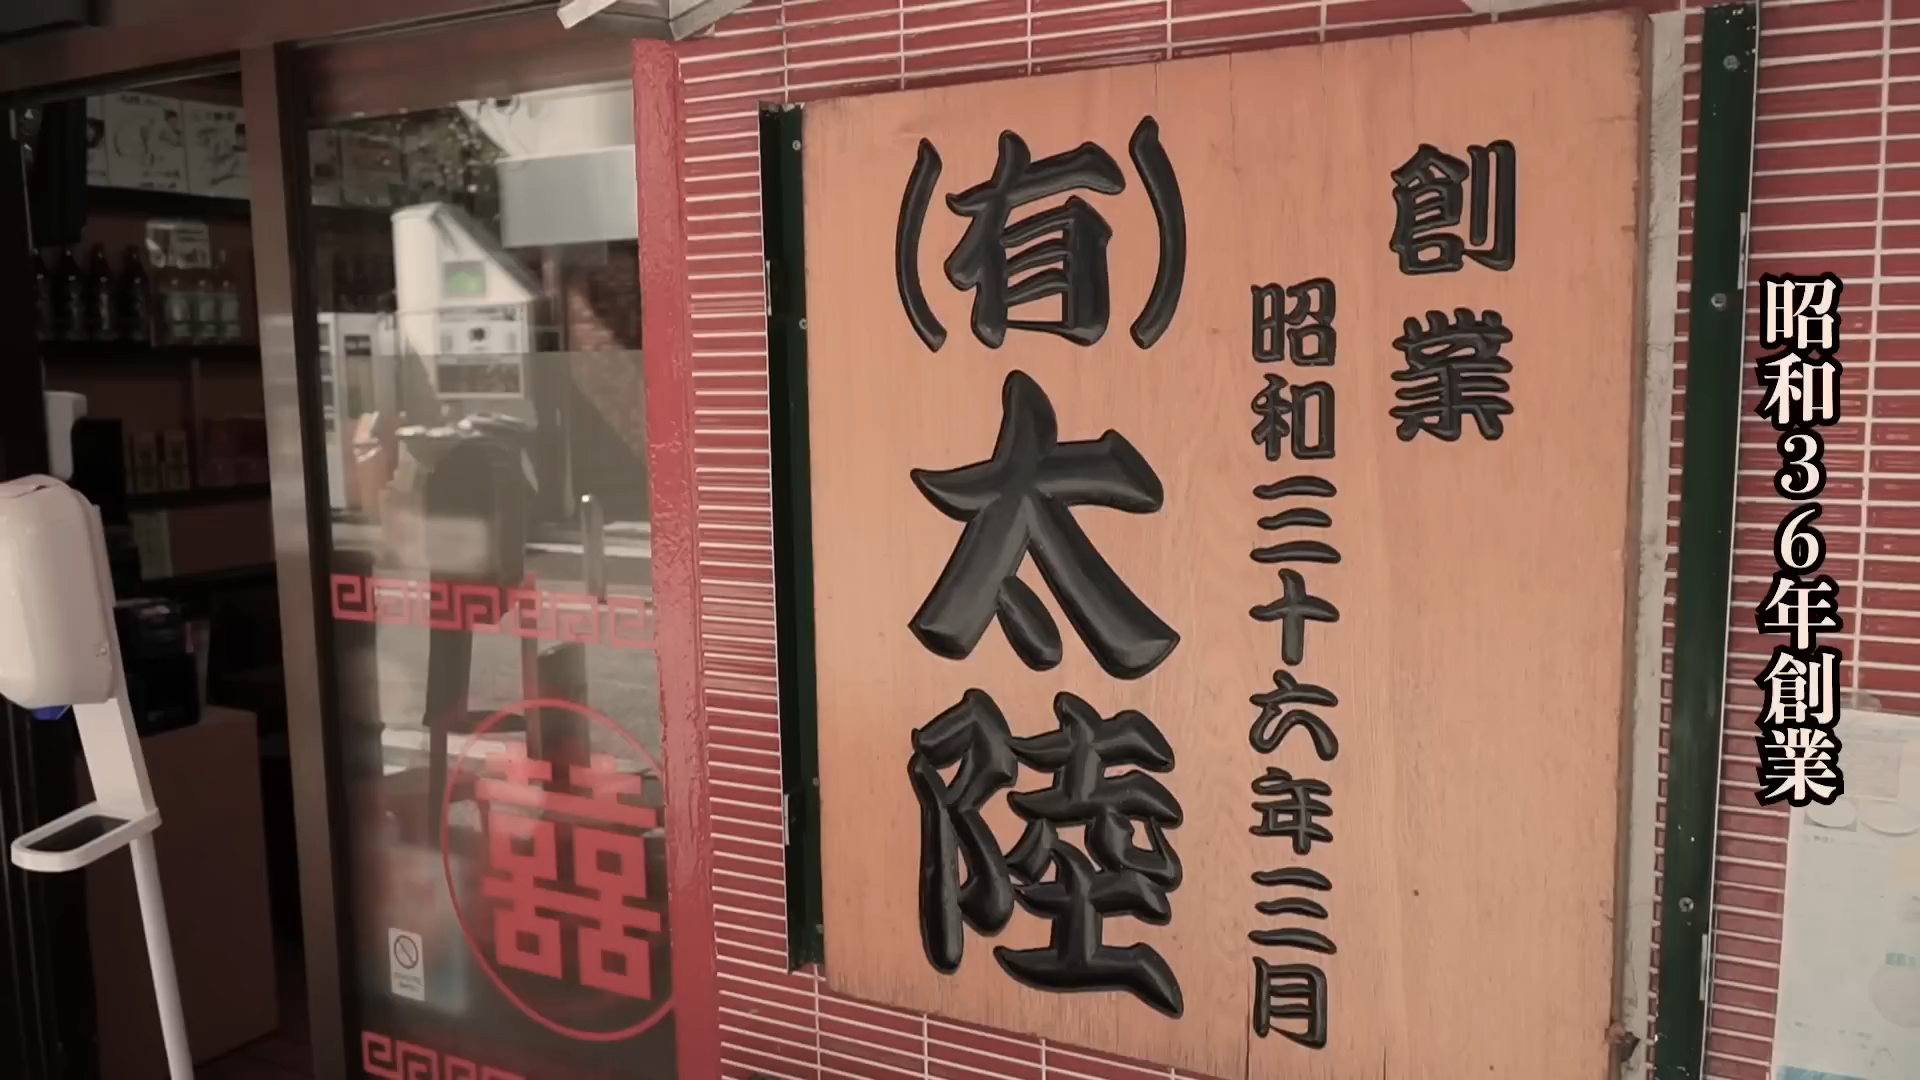 創業
昭和三十六年三月
(有)太陸
昭和36年創業
囍